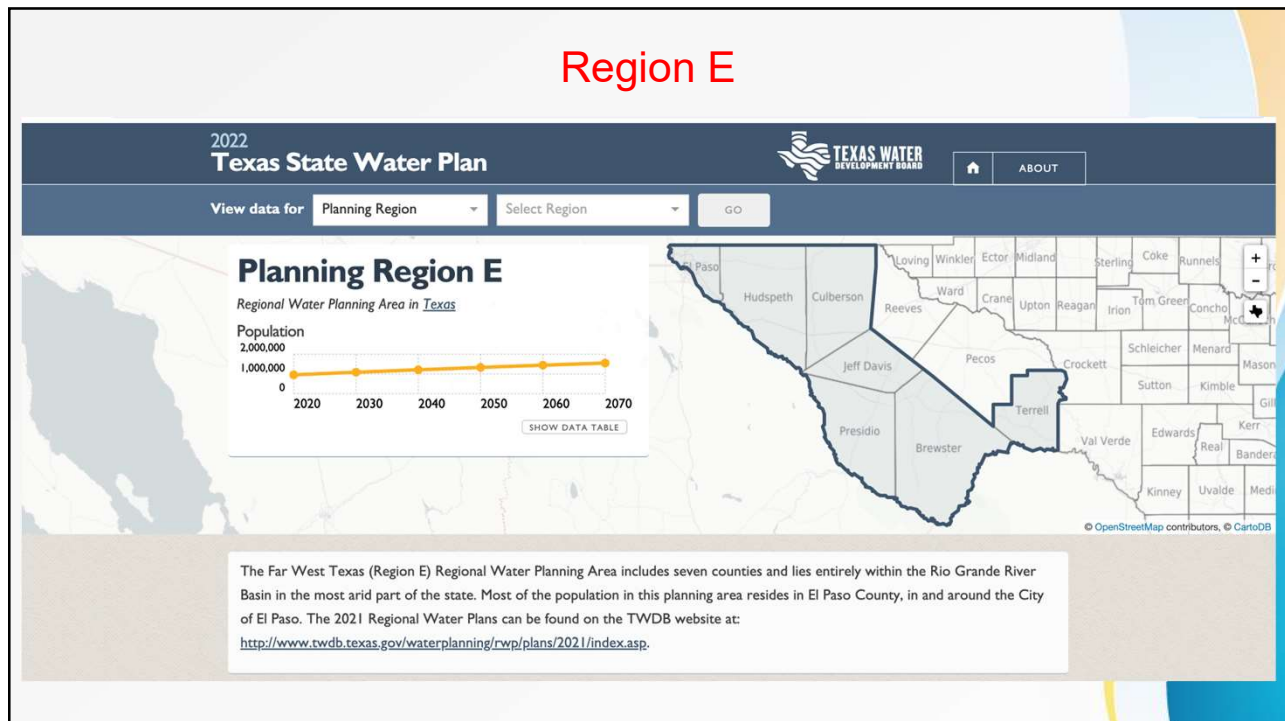 Region E
2022
Texas State Water Plan
TEXAS WATER
DEVELOPMENT BOARD
ABOUT
View data for
Planning Region
Select Region
GO
Planning Region E
Regional Water Planning Area in Texas
Population
2,000,000
1,000,000
0
2020 2030 2040 2050 2060 2070
SHOW DATA TABLE
El Paso
Hudspeth
Culberson
Jeff Davis
Presidio
Brewster
Terrell
Loving
Winkler
Ector
Midland
Sterling
Coke
Runnels
Reeves
Ward
Crane
Upton
Reagan
Irion
Tom Green
Concho
Pecos
Crockett
Schleicher
Menard
Mason
Sutton
Kimble
Val Verde
Edwards
Real
Kerr
Bandera
Kinney
Uvalde
Medi
Gill
+
−
© OpenStreetMap contributors, © CartoDB
The Far West Texas (Region E) Regional Water Planning Area includes seven counties and lies entirely within the Rio Grande River
Basin in the most arid part of the state. Most of the population in this planning area resides in El Paso County, in and around the City
of El Paso. The 2021 Regional Water Plans can be found on the TWDB website at:
http://www.twdb.texas.gov/waterplanning/rwp/plans/2021/index.asp.